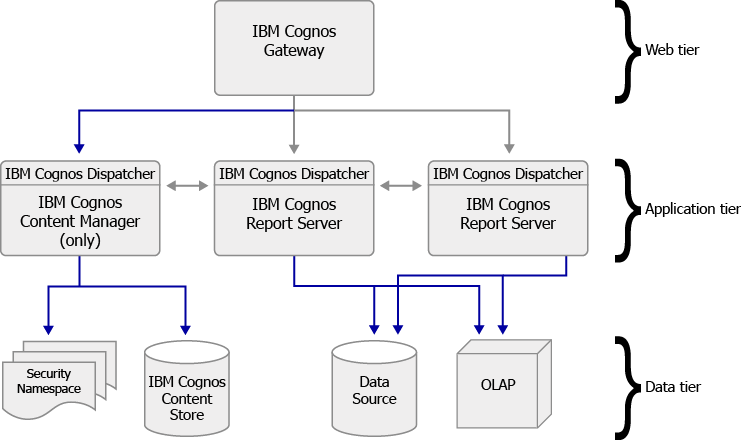 IBM Cognos
Gateway
Web tier
IBM Cognos Dispatcher
IBM Cognos
Content Manager
(only)
IBM Cognos Dispatcher
IBM Cognos
Report Server
IBM Cognos Dispatcher
IBM Cognos
Report Server
Application tier
Security
Namespace
IBM Cognos
Content
Store
Data
Source
OLAP
Data tier